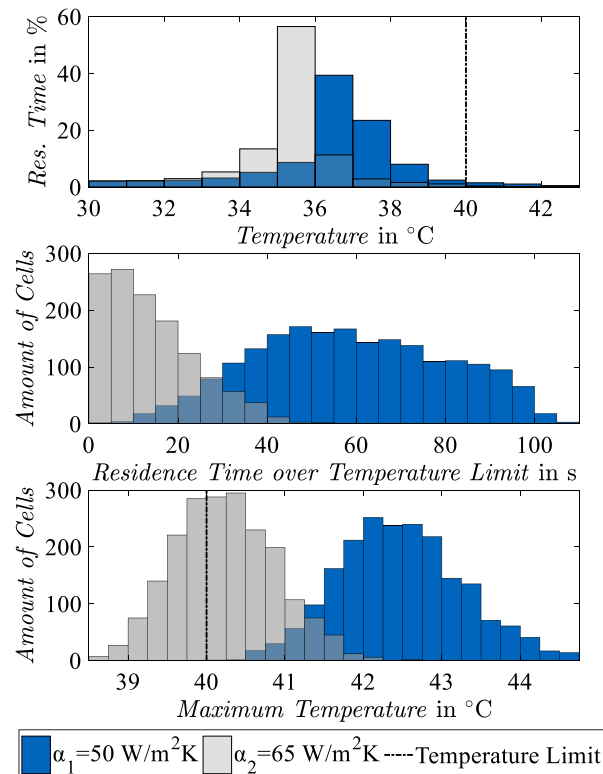 60
40
20
0
Res. Time in %
30 32 34 36 38 40 42
Temperature in °C
300
200
100
0
Amount of Cells
0 20 40 60 80 100
Residence Time over Temperature Limit in s
300
200
100
0
Amount of Cells
39 40 41 42 43 44
Maximum Temperature in °C
α₁=50 W/m²K α₂=65 W/m²K Temperature Limit